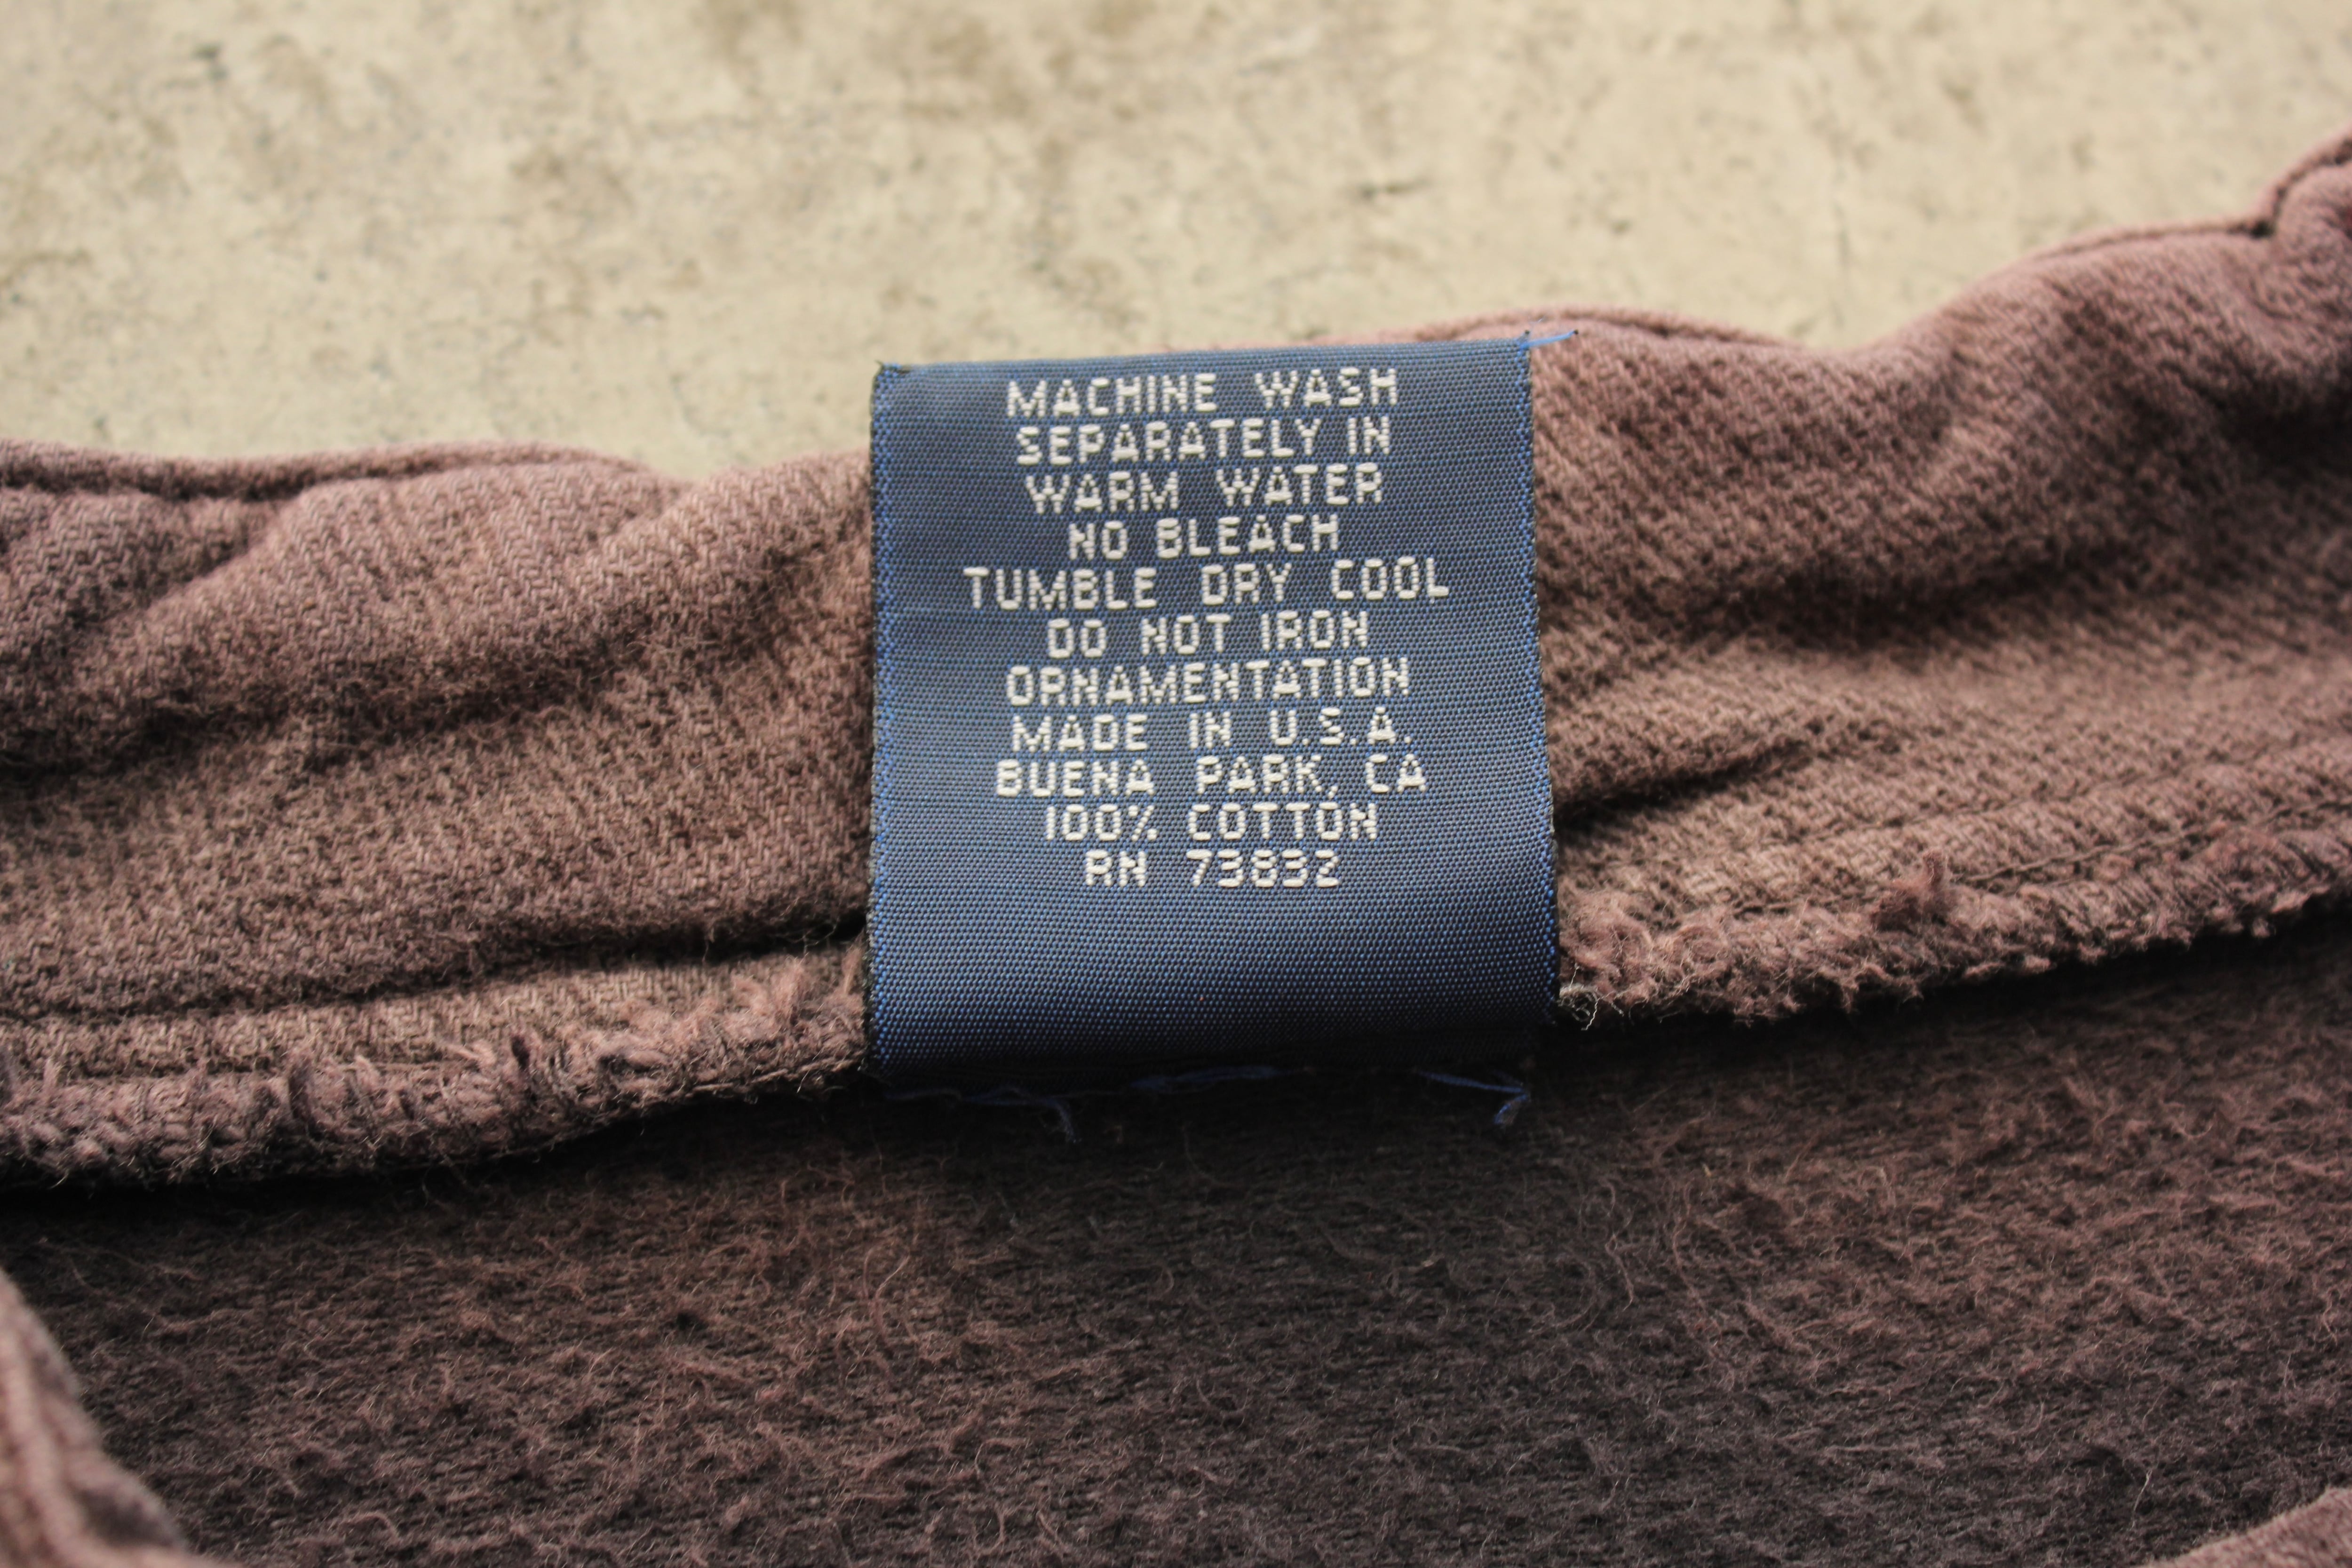 MACHINE WASH
SEPARATELY IN
WARM WATER
NO BLEACH
TUMBLE DRY COOL
DO NOT IRON
ORNAMENTATION
MADE IN U.S.A.
BUENA PARK, CA
100% COTTON
RN 73832